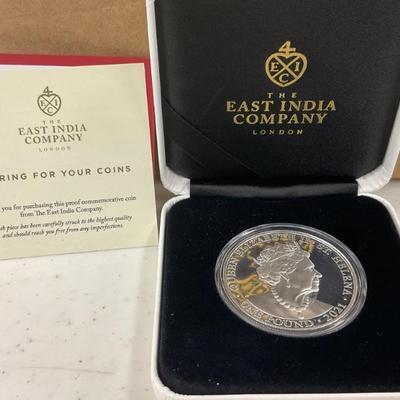 4
E I
C
THE
EAST INDIA
COMPANY
LONDON
RING FOR YOUR COINS
you for purchasing this proof commemorative coin
from The East India Company.
ch piece has been carefully struck to the highest quality
and should reach you free from any imperfections.
4
E I
C
THE
EAST INDIA
COMPANY
LONDON
QUEEN ELIZABETH II ST. HELENA
ONE POUND · 2021